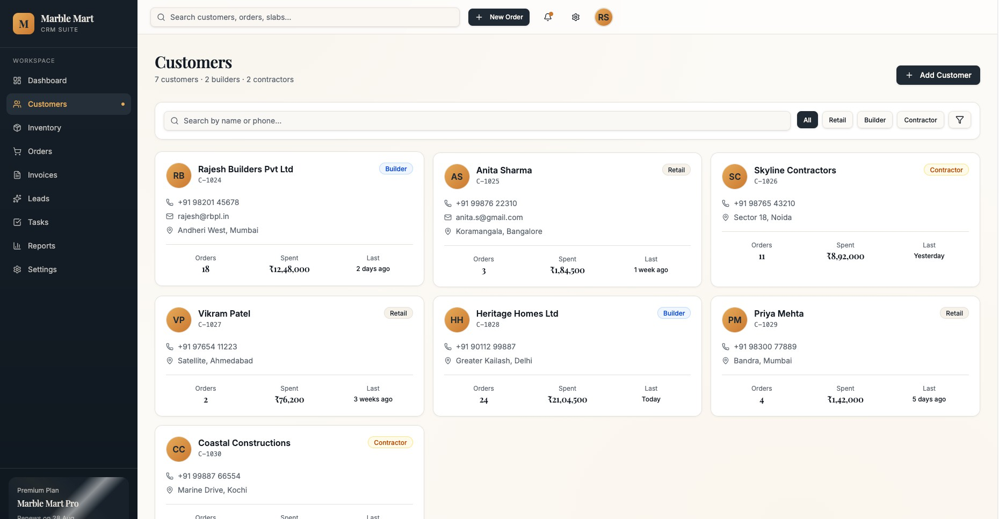 M
Marble Mart
CRM SUITE
WORKSPACE
Dashboard
Customers
Inventory
Orders
Invoices
Leads
Tasks
Reports
Settings
Premium Plan
Marble Mart Pro
Renews on 28 Aug
Search customers, orders, slabs...
New Order
RS
Customers
7 customers · 2 builders · 2 contractors
Add Customer
Search by name or phone...
All
Retail
Builder
Contractor
RB
Rajesh Builders Pvt Ltd
Builder
C-1024
+91 98201 45678
rajesh@rbpl.in
Andheri West, Mumbai
Orders Spent Last
18 ₹12,48,000 2 days ago
AS
Anita Sharma
Retail
C-1025
+91 99876 22310
anita.s@gmail.com
Koramangala, Bangalore
Orders Spent Last
3 ₹1,84,500 1 week ago
SC
Skyline Contractors
Contractor
C-1026
+91 98765 43210
Sector 18, Noida
Orders Spent Last
11 ₹8,92,000 Yesterday
VP
Vikram Patel
Retail
C-1027
+91 97654 11223
Satellite, Ahmedabad
Orders Spent Last
2 ₹76,200 3 weeks ago
HH
Heritage Homes Ltd
Builder
C-1028
+91 90112 99887
Greater Kailash, Delhi
Orders Spent Last
24 ₹21,04,500 Today
PM
Priya Mehta
Retail
C-1029
+91 98300 77889
Bandra, Mumbai
Orders Spent Last
4 ₹1,42,000 5 days ago
CC
Coastal Constructions
Contractor
C-1030
+91 99887 66554
Marine Drive, Kochi
Orders Spent Last